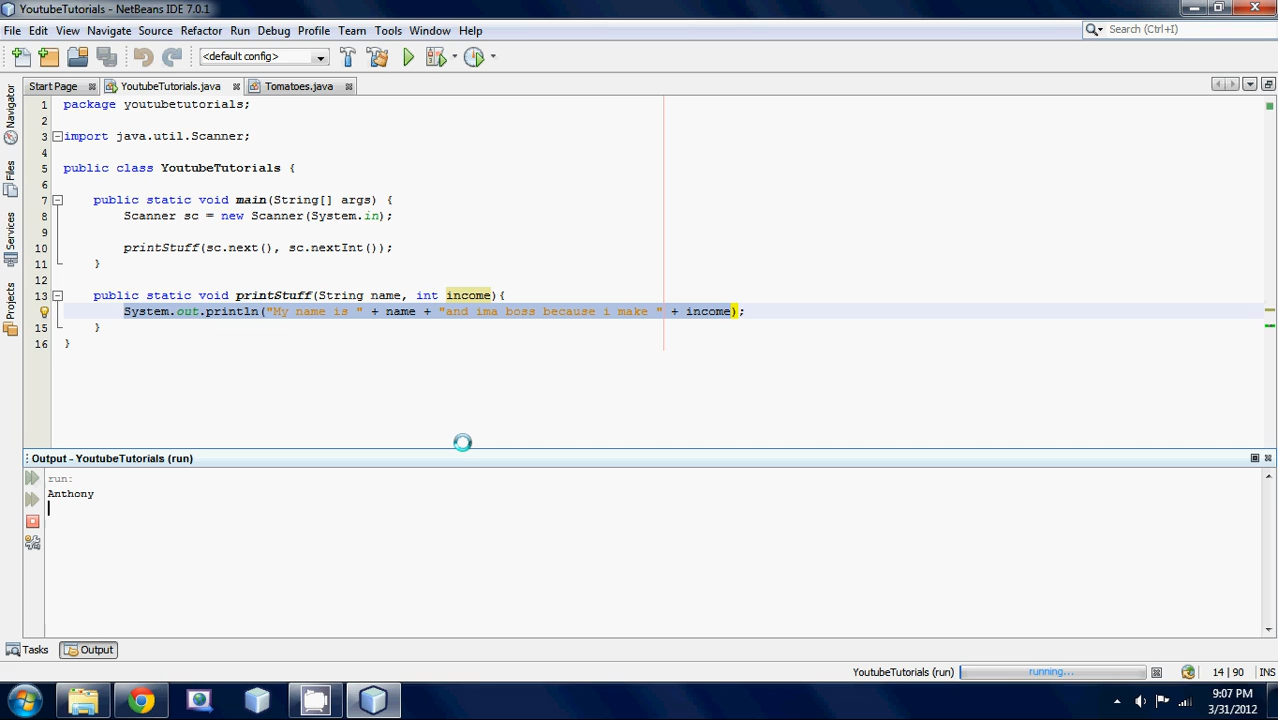 YoutubeTutorials - NetBeans IDE 7.0.1
File Edit View Navigate Source Refactor Run Debug Profile Team Tools Window Help
Search (Ctrl+I)
<default config>
Start Page YoutubeTutorials.java Tomatoes.java
Navigator
Files
Services
Projects
1 package youtubetutorials;
2
3 import java.util.Scanner;
4
5 public class YoutubeTutorials {
6
7 public static void main(String[] args) {
8 Scanner sc = new Scanner(System.in);
9
10 printStuff(sc.next(), sc.nextInt());
11 }
12
13 public static void printStuff(String name, int income){
14 System.out.println("My name is " + name + "and ima boss because i make " + income);
15 }
16 }
Output - YoutubeTutorials (run)
run:
Anthony
Tasks Output
YoutubeTutorials (run) running... 14 | 90 INS
9:07 PM
3/31/2012